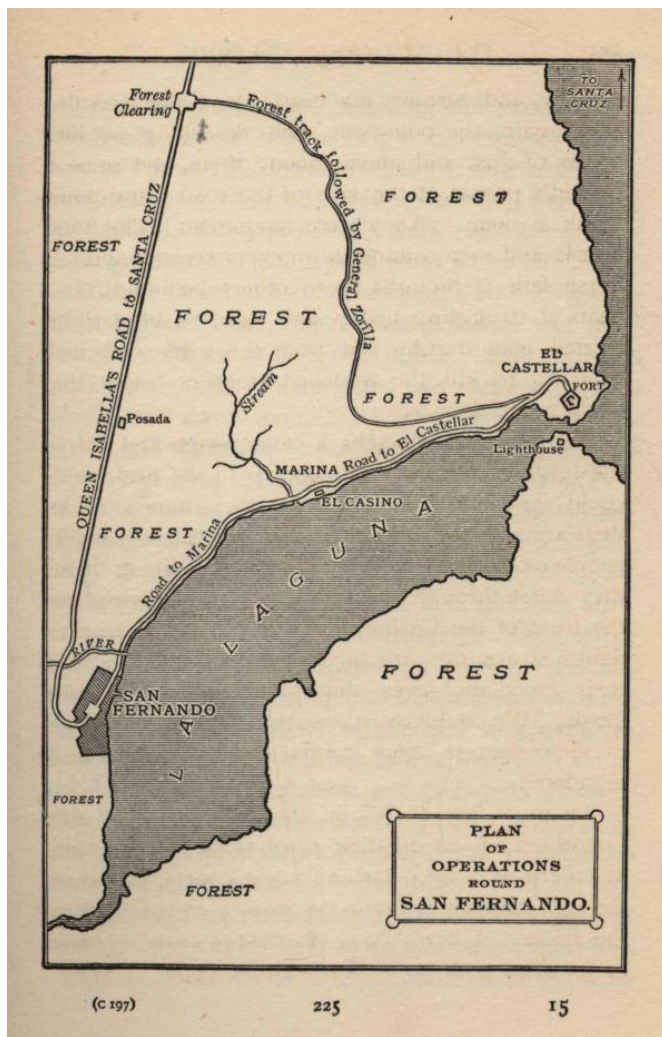 TO
SANTA
CRUZ
Forest
Clearing
Forest track followed by General Zorilla
FOREST
FOREST
QUEEN ISABELLA'S ROAD to SANTA CRUZ
FOREST
Stream
EL
CASTELLAR
FORT
C
FOREST
Posada
Lighthouse
MARINA Road to El Castellar
EL CASINO
FOREST
Road to Marina
LA LAGUNA
RIVER
FOREST
SAN
FERNANDO
FOREST
FOREST
PLAN
OF
OPERATIONS
ROUND
SAN FERNANDO.
(C 197) 225 15